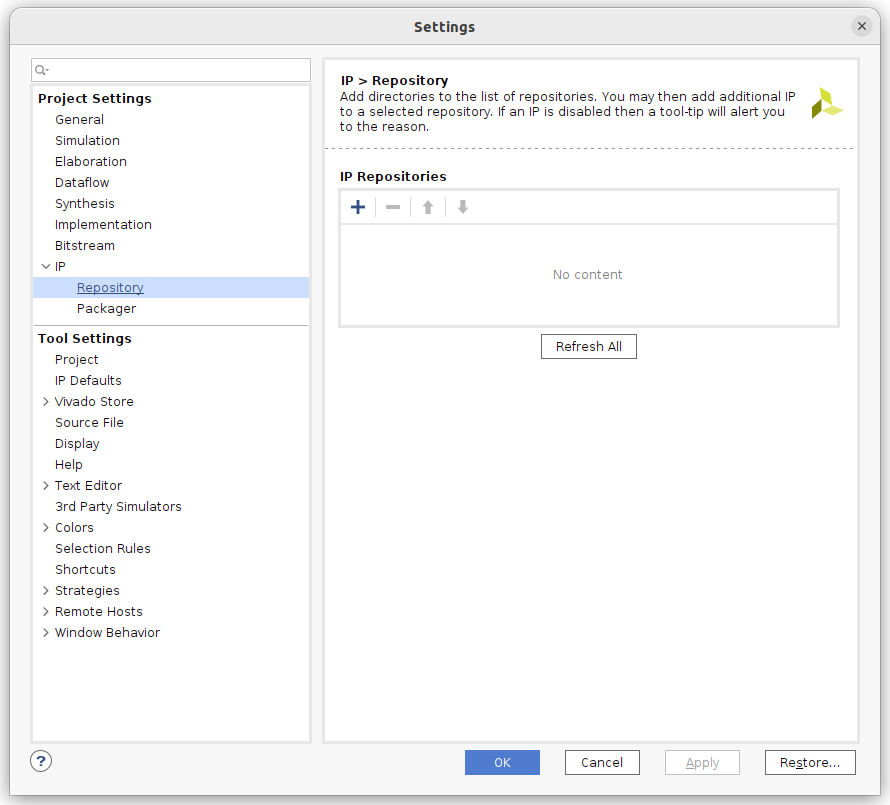 Settings
Project Settings
General
Simulation
Elaboration
Dataflow
Synthesis
Implementation
Bitstream
IP
Repository
Packager
Tool Settings
Project
IP Defaults
Vivado Store
Source File
Display
Help
Text Editor
3rd Party Simulators
Colors
Selection Rules
Shortcuts
Strategies
Remote Hosts
Window Behavior
IP > Repository
Add directories to the list of repositories. You may then add additional IP
to a selected repository. If an IP is disabled then a tool-tip will alert you
to the reason.
IP Repositories
No content
Refresh All
?
OK
Cancel
Apply
Restore...